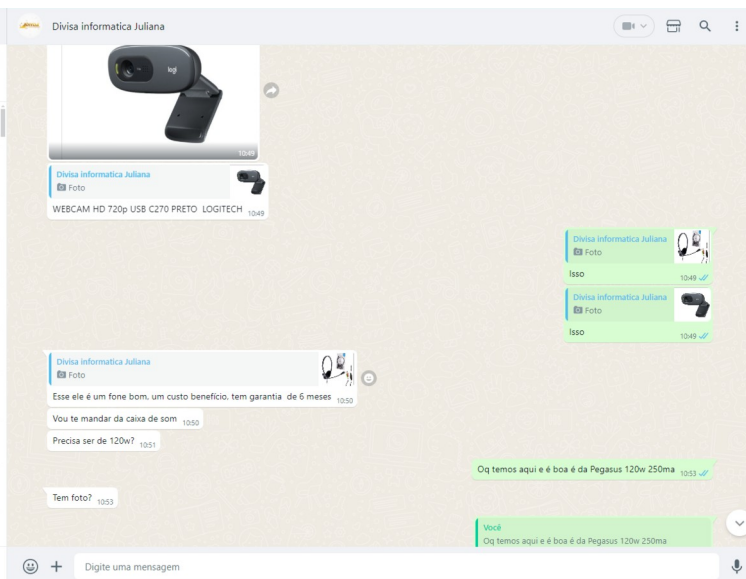 Divisa informatica Juliana
logi
10:49
Divisa informatica Juliana
Foto
WEBCAM HD 720p USB C270 PRETO LOGITECH 10:49
Divisa informatica Juliana
Foto
Isso
10:49
Divisa informatica Juliana
Foto
Isso
10:49
Divisa informatica Juliana
Foto
Esse ele é um fone bom, um custo benefício, tem garantia de 6 meses 10:50
Vou te mandar da caixa de som 10:50
Precisa ser de 120w? 10:51
Oq temos aqui e é boa é da Pegasus 120w 250ma 10:53
Tem foto? 10:53
Você
Oq temos aqui e é boa é da Pegasus 120w 250ma
Digite uma mensagem